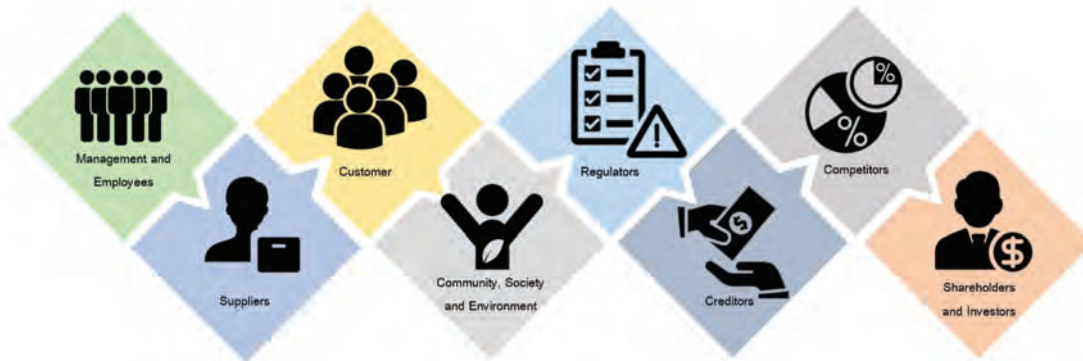 Management and
Employees
Suppliers
Customer
Community, Society
and Environment
Regulators
!
$
Creditors
%
%
Competitors
$
Shareholders
and Investors